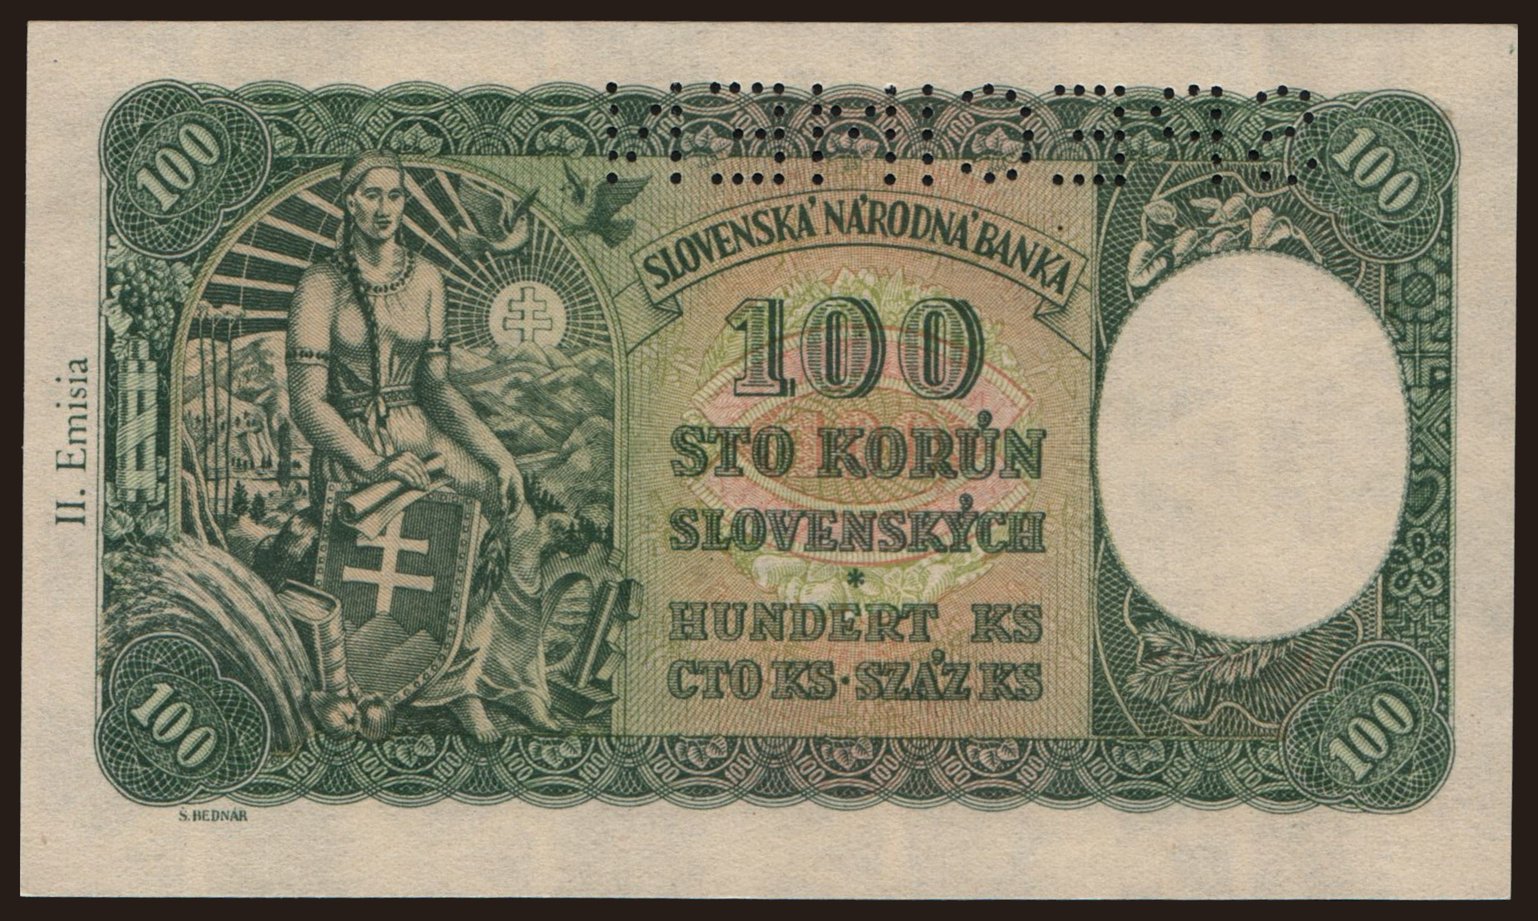 100
100
SLOVENSKÁ NÁRODNÁ BANKA
100
STO KORÚN
SLOVENSKÝCH
*
HUNDERT KS
CTO KS · SZÁZ KS
100
100
Š. BEDNÁR
II. Emisia